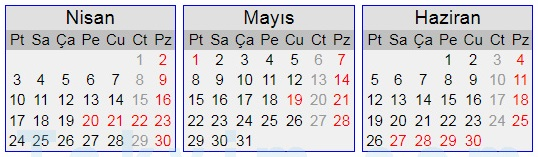 Nisan
Pt Sa Ça Pe Cu Ct Pz
1 2
3 4 5 6 7 8 9
10 11 12 13 14 15 16
17 18 19 20 21 22 23
24 25 26 27 28 29 30
Mayıs
Pt Sa Ça Pe Cu Ct Pz
1 2 3 4 5 6 7
8 9 10 11 12 13 14
15 16 17 18 19 20 21
22 23 24 25 26 27 28
29 30 31
Haziran
Pt Sa Ça Pe Cu Ct Pz
1 2 3 4
5 6 7 8 9 10 11
12 13 14 15 16 17 18
19 20 21 22 23 24 25
26 27 28 29 30